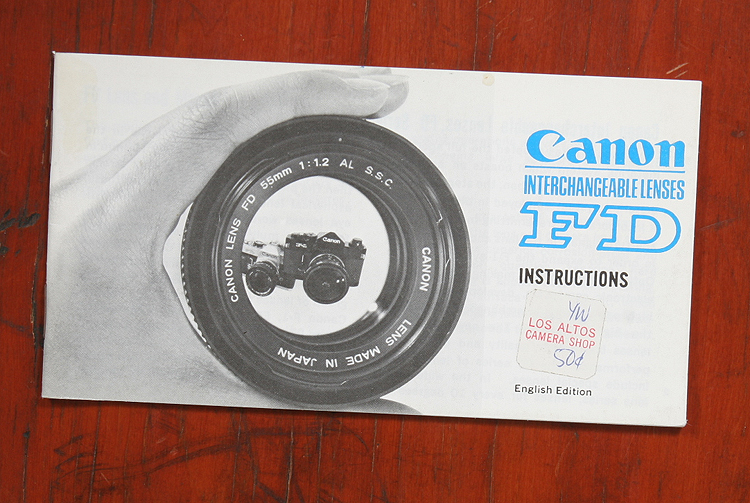 CANON LENS FD 55mm 1:1.2 AL S.S.C.
CANON LENS MADE IN JAPAN
Canon
Canon
INTERCHANGEABLE LENSES
FD
INSTRUCTIONS
YW
LOS ALTOS
CAMERA SHOP
50¢
English Edition